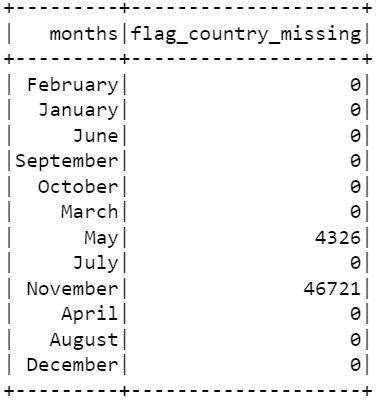 +---------+--------------------+
|   months|flag_country_missing|
+---------+--------------------+
| February|                   0|
|  January|                   0|
|     June|                   0|
|September|                   0|
|  October|                   0|
|    March|                   0|
|      May|                4326|
|     July|                   0|
| November|               46721|
|    April|                   0|
|   August|                   0|
| December|                   0|
+---------+--------------------+